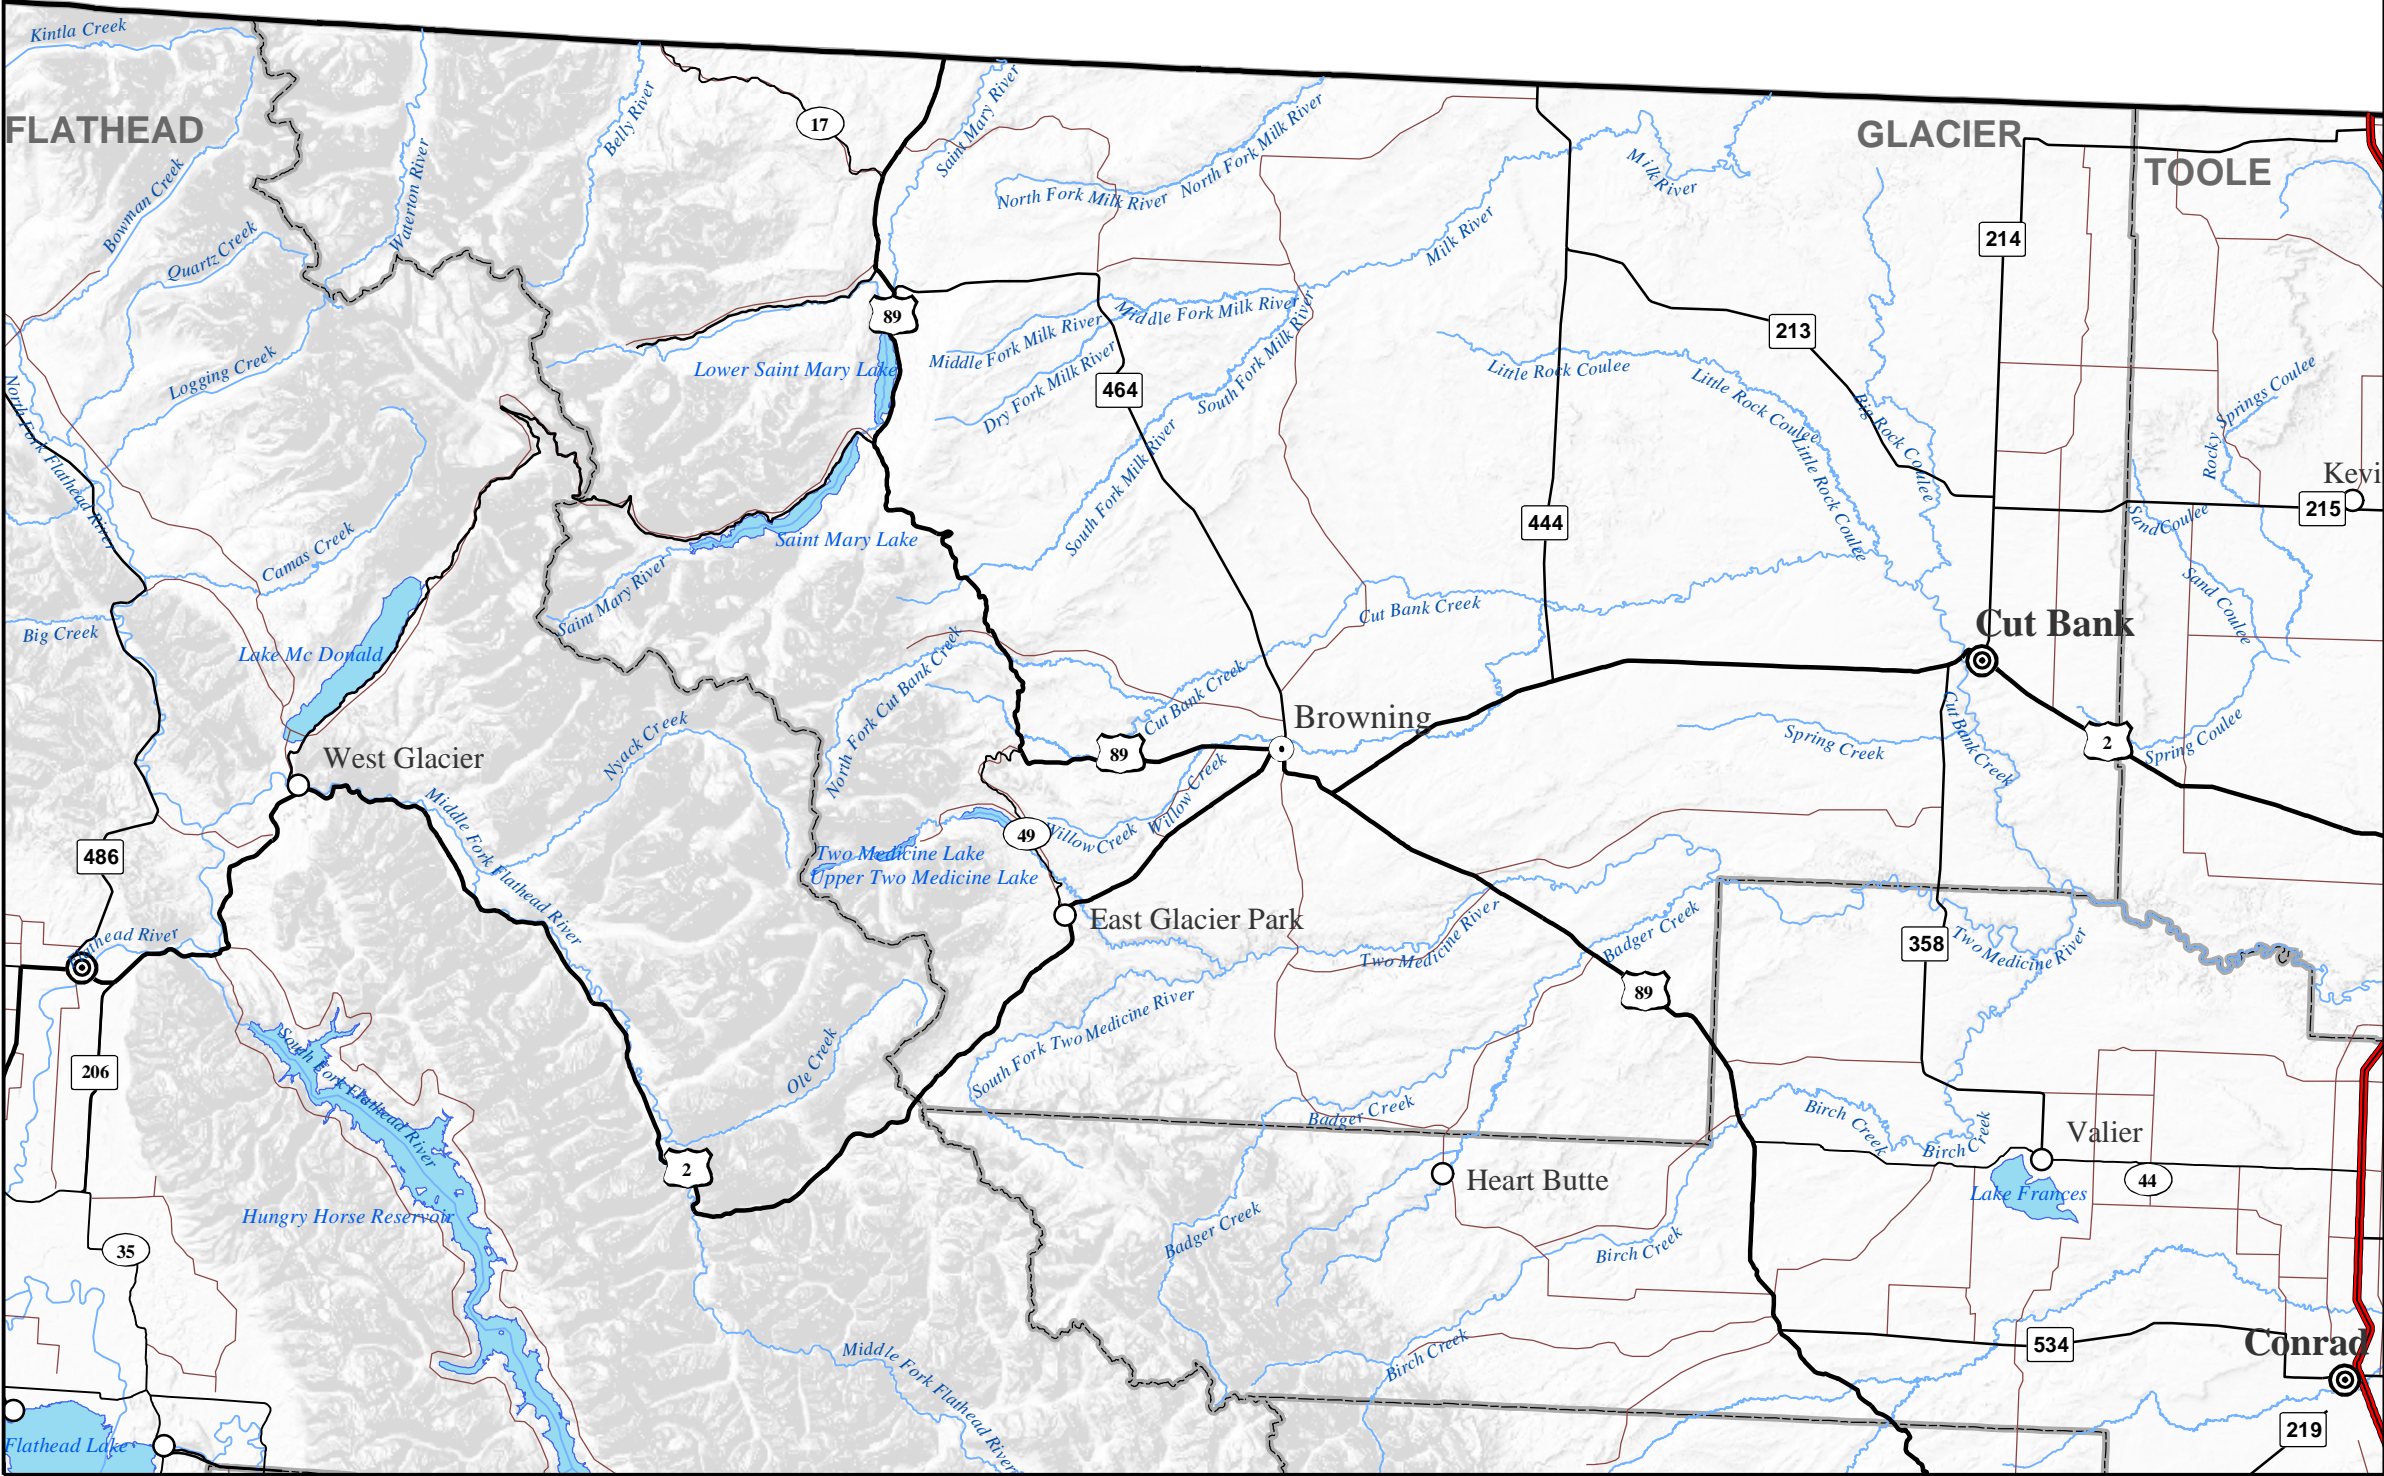 Kintla Creek
FLATHEAD
Bowman Creek
Quartz Creek
Waterton River
Belly River
17
Saint Mary River
North Fork Milk River
North Fork Milk River
Milk River
Milk River
GLACIER
TOOLE
214
213
89
Logging Creek
Lower Saint Mary Lake
Middle Fork Milk River
Middle Fork Milk River
Dry Fork Milk River
South Fork Milk River
South Fork Milk River
464
Little Rock Coulee
Little Rock Coulee
Little Rock Coulee
Big Rock Coulee
Rocky Springs Coulee
Kevi
215
Sand Coulee
Sand Coulee
North Fork Flathead River
Camas Creek
Saint Mary Lake
Saint Mary River
444
Big Creek
Lake Mc Donald
Cut Bank Creek
Cut Bank
North Fork Cut Bank Creek
Cut Bank Creek
Browning
89
Spring Creek
Cut Bank Creek
2
Spring Coulee
West Glacier
Nyack Creek
Middle Fork Flathead River
486
49
Willow Creek
Willow Creek
Two Medicine Lake
Upper Two Medicine Lake
East Glacier Park
Flathead River
Two Medicine River
Badger Creek
358
Two Medicine River
89
South Fork Two Medicine River
Ole Creek
206
South Fork Flathead River
Badger Creek
Birch Creek
Birch Creek
Valier
2
Heart Butte
44
Lake Frances
Hungry Horse Reservoir
Badger Creek
Birch Creek
35
Middle Fork Flathead River
Birch Creek
534
Conrad
219
Flathead Lake